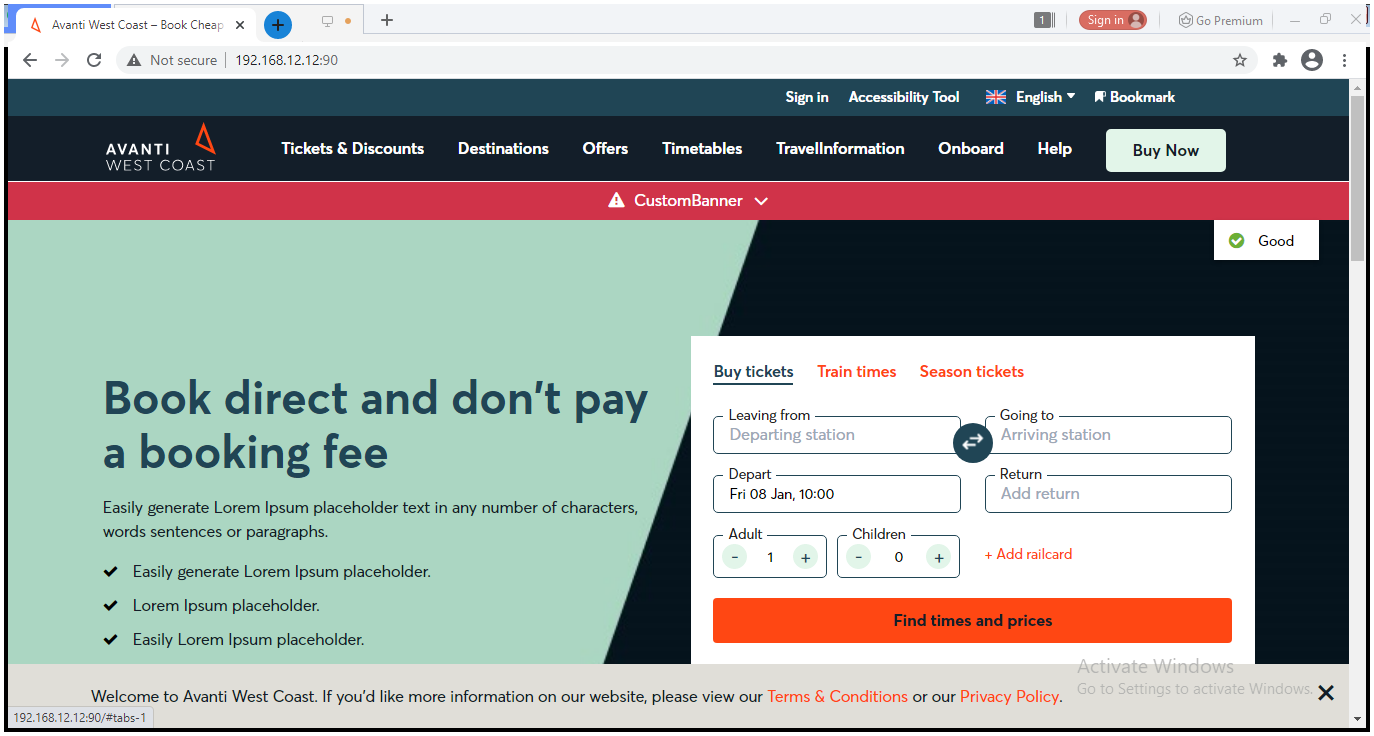 Avanti West Coast – Book Cheap
1
Sign in
Go Premium
Not secure
192.168.12.12:90
Sign in
Accessibility Tool
English
Bookmark
AVANTI
WEST COAST
Tickets & Discounts
Destinations
Offers
Timetables
TravelInformation
Onboard
Help
Buy Now
CustomBanner
Good
Book direct and don't pay
a booking fee
Easily generate Lorem Ipsum placeholder text in any number of characters,
words sentences or paragraphs.
Easily generate Lorem Ipsum placeholder.
Lorem Ipsum placeholder.
Easily Lorem Ipsum placeholder.
Buy tickets
Train times
Season tickets
Leaving from
Departing station
Going to
Arriving station
Depart
Fri 08 Jan, 10:00
Return
Add return
Adult
- 1 +
Children
- 0 +
+ Add railcard
Find times and prices
Activate Windows
Go to Settings to activate Windows.
Welcome to Avanti West Coast. If you'd like more information on our website, please view our Terms & Conditions or our Privacy Policy.
192.168.12.12:90/#tabs-1